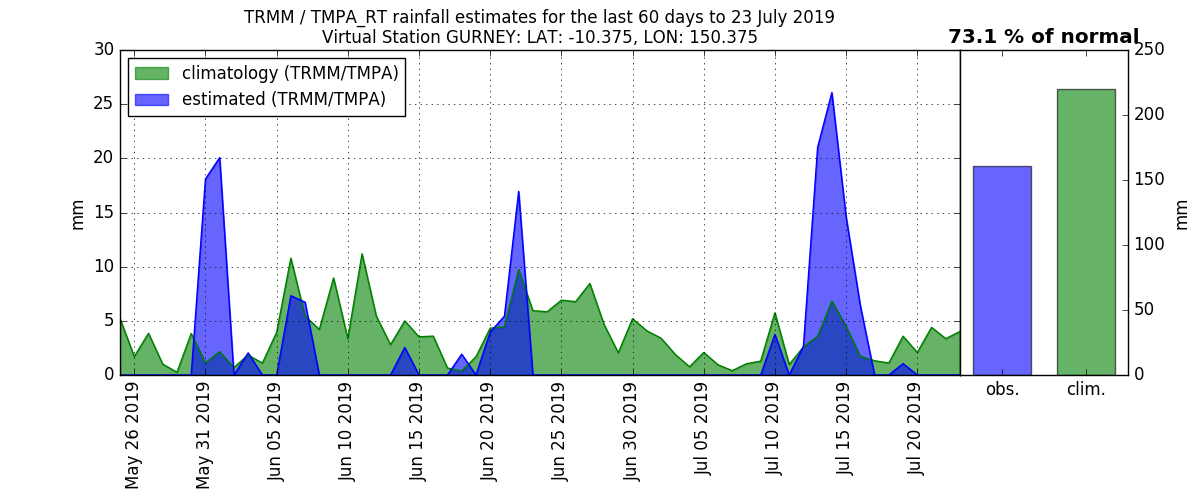 TRMM / TMPA_RT rainfall estimates for the last 60 days to 23 July 2019
Virtual Station GURNEY: LAT: -10.375, LON: 150.375
73.1 % of normal
climatology (TRMM/TMPA)
estimated (TRMM/TMPA)
30
25
20
15
10
5
0
mm
May 26 2019
May 31 2019
Jun 05 2019
Jun 10 2019
Jun 15 2019
Jun 20 2019
Jun 25 2019
Jun 30 2019
Jul 05 2019
Jul 10 2019
Jul 15 2019
Jul 20 2019
250
200
150
100
50
0
mm
obs.
clim.